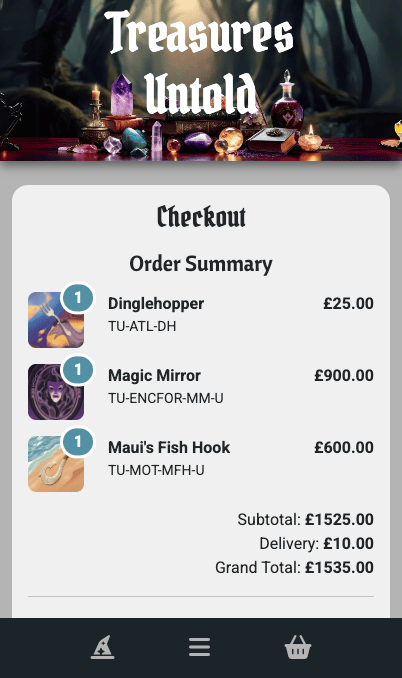 Treasures
Untold
Checkout
Order Summary
1
Dinglehopper £25.00
TU-ATL-DH
1
Magic Mirror £900.00
TU-ENCFOR-MM-U
1
Maui's Fish Hook £600.00
TU-MOT-MFH-U
Subtotal: £1525.00
Delivery: £10.00
Grand Total: £1535.00